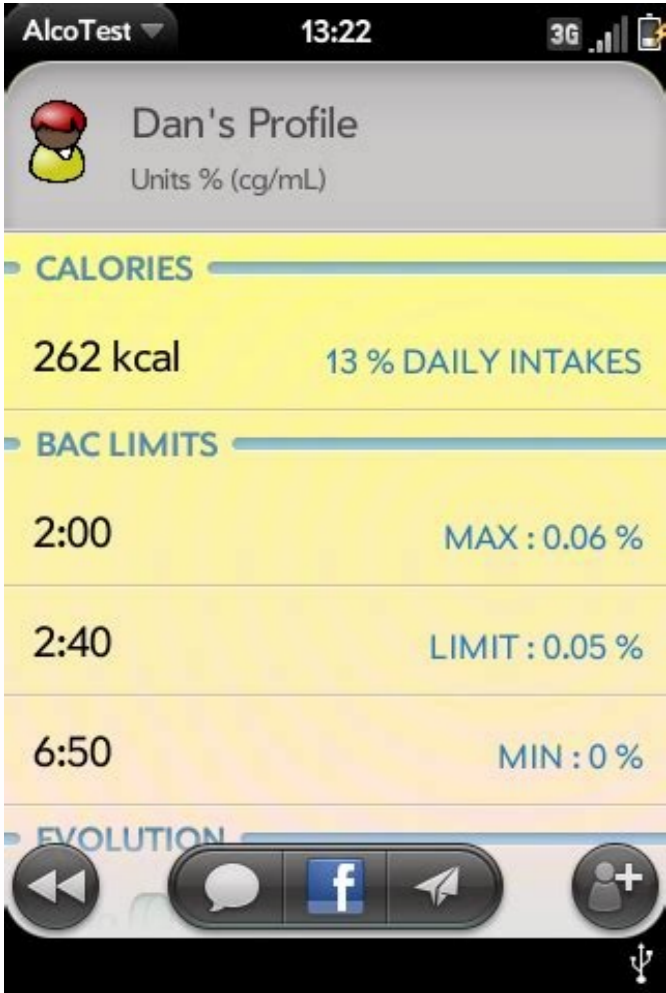 AlcoTest
13:22
3G
Dan's Profile
Units % (cg/mL)
CALORIES
262 kcal
13 % DAILY INTAKES
BAC LIMITS
2:00
MAX : 0.06 %
2:40
LIMIT : 0.05 %
6:50
MIN : 0 %
EVOLUTION
f